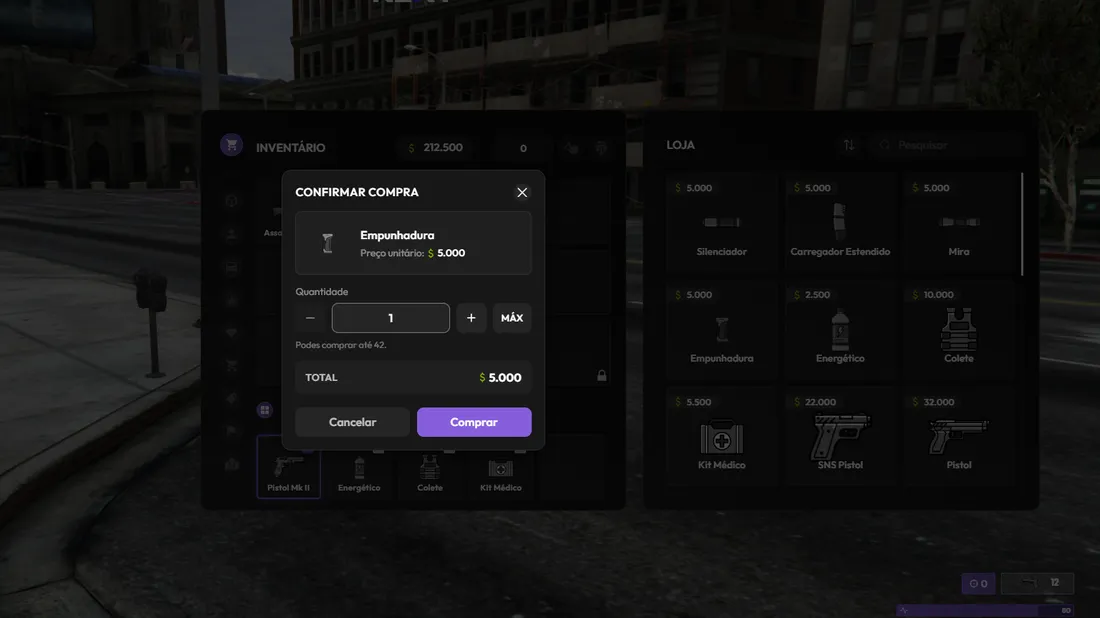 INVENTÁRIO
$ 212.500
0
LOJA
Pesquisar
CONFIRMAR COMPRA
Empunhadura
Preço unitário: $ 5.000
Quantidade
1
MÁX
Podes comprar até 42.
TOTAL
$ 5.000
Cancelar
Comprar
Pistol Mk II
Energético
Colete
Kit Médico
$ 5.000
Silenciador
$ 5.000
Carregador Estendido
$ 5.000
Mira
$ 5.000
Empunhadura
$ 2.500
Energético
$ 10.000
Colete
$ 5.500
Kit Médico
$ 22.000
SNS Pistol
$ 32.000
Pistol
0
12